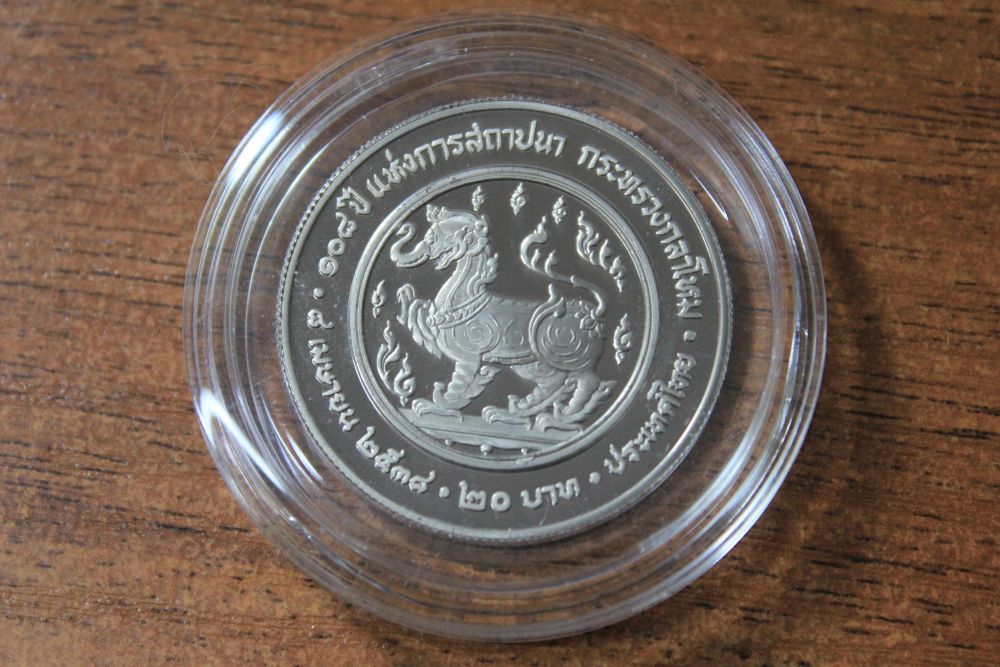 ๑๐๘ ปี แห่งการสถาปนา กระทรวงกลาโหม
• ประเทศไทย • ๒๐ บาท • ๘ เมษายน ๒๕๓๘ •